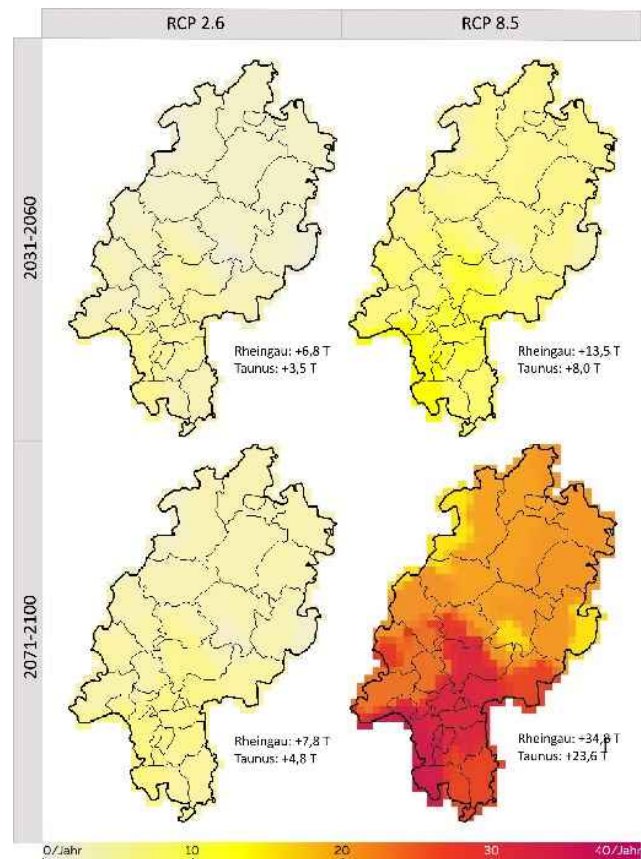 RCP 2.6
RCP 8.5
2031-2060
Rheingau: +6,8 T
Taunus: +3,5 T
Rheingau: +13,5 T
Taunus: +8,0 T
2071-2100
Rheingau: +7,8 T
Taunus: +4,8 T
Rheingau: +34,8 T
Taunus: +23,6 T
0/Jahr 10 20 30 40/Jahr